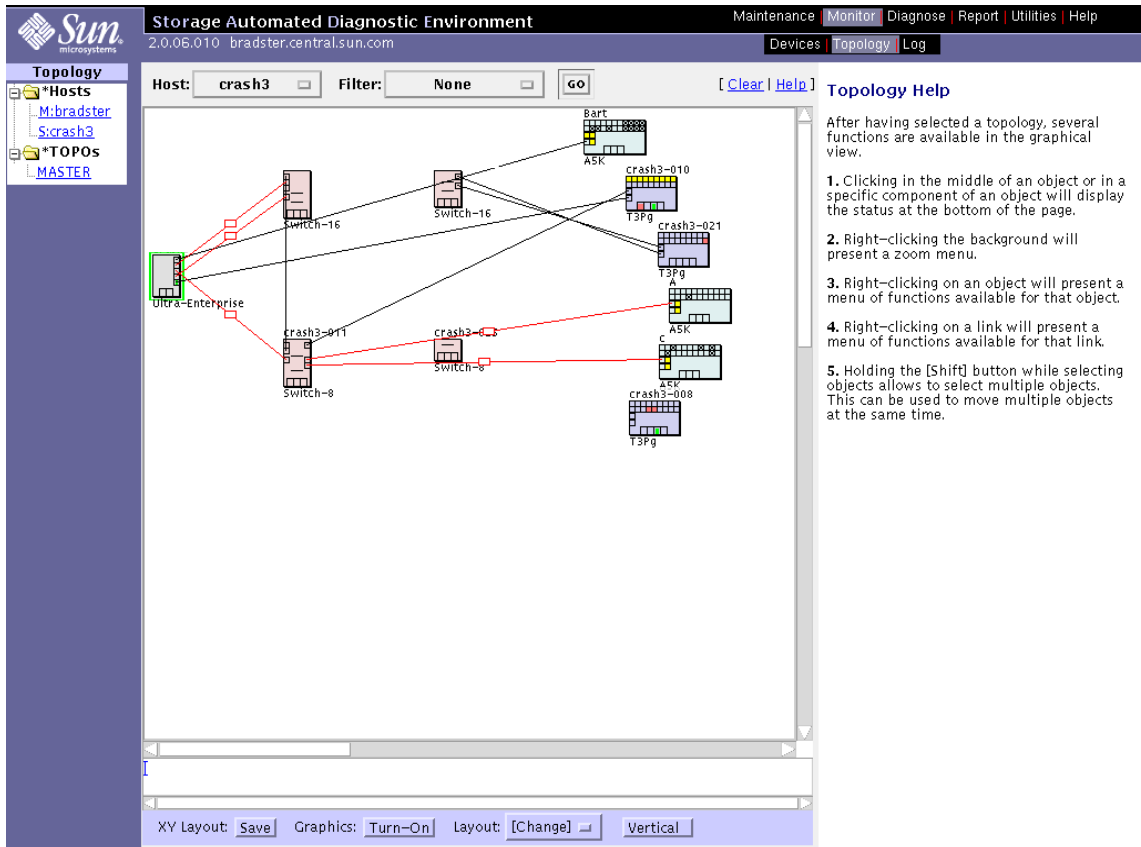 Sun
microsystems
Storage Automated Diagnostic Environment
2.0.06.010 bradster.central.sun.com
Maintenance | Monitor | Diagnose | Report | Utilities | Help
Devices | Topology | Log
Topology
*Hosts
M:bradster
S:crash3
*TOPOs
MASTER
Host: crash3 Filter: None GO [ Clear | Help ]
Bart
A5K
crash3-010
T3Pg
Switch-16
Switch-16
crash3-021
T3Pg
Ultra-Enterprise
A
A5K
crash3-011
Switch-8
Switch-8
C
A5K
crash3-008
T3Pg
XY Layout: Save Graphics: Turn-On Layout: [Change] Vertical
Topology Help
After having selected a topology, several
functions are available in the graphical
view.
1. Clicking in the middle of an object or in a
specific component of an object will display
the status at the bottom of the page.
2. Right-clicking the background will
present a zoom menu.
3. Right-clicking on an object will present a
menu of functions available for that object.
4. Right-clicking on a link will present a
menu of functions available for that link.
5. Holding the [Shift] button while selecting
objects allows to select multiple objects.
This can be used to move multiple objects
at the same time.